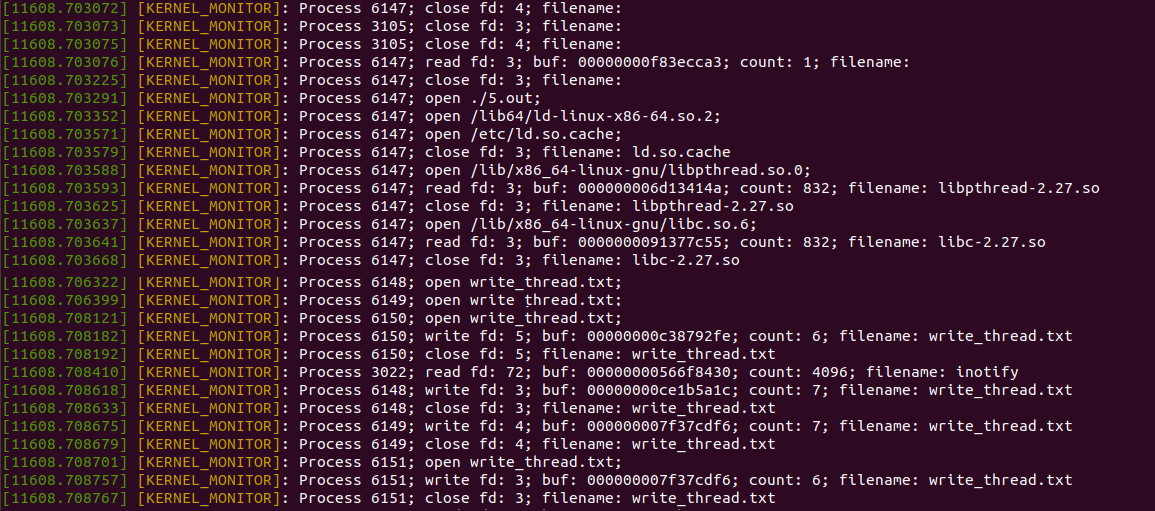 [11608.703072] [KERNEL_MONITOR]: Process 6147; close fd: 4; filename:
[11608.703073] [KERNEL_MONITOR]: Process 3105; close fd: 3; filename:
[11608.703075] [KERNEL_MONITOR]: Process 3105; close fd: 4; filename:
[11608.703076] [KERNEL_MONITOR]: Process 6147; read fd: 3; buf: 00000000f83ecca3; count: 1; filename:
[11608.703225] [KERNEL_MONITOR]: Process 6147; close fd: 3; filename:
[11608.703291] [KERNEL_MONITOR]: Process 6147; open ./5.out;
[11608.703352] [KERNEL_MONITOR]: Process 6147; open /lib64/ld-linux-x86-64.so.2;
[11608.703571] [KERNEL_MONITOR]: Process 6147; open /etc/ld.so.cache;
[11608.703579] [KERNEL_MONITOR]: Process 6147; close fd: 3; filename: ld.so.cache
[11608.703588] [KERNEL_MONITOR]: Process 6147; open /lib/x86_64-linux-gnu/libpthread.so.0;
[11608.703593] [KERNEL_MONITOR]: Process 6147; read fd: 3; buf: 000000006d13414a; count: 832; filename: libpthread-2.27.so
[11608.703625] [KERNEL_MONITOR]: Process 6147; close fd: 3; filename: libpthread-2.27.so
[11608.703637] [KERNEL_MONITOR]: Process 6147; open /lib/x86_64-linux-gnu/libc.so.6;
[11608.703641] [KERNEL_MONITOR]: Process 6147; read fd: 3; buf: 0000000091377c55; count: 832; filename: libc-2.27.so
[11608.703668] [KERNEL_MONITOR]: Process 6147; close fd: 3; filename: libc-2.27.so
[11608.706322] [KERNEL_MONITOR]: Process 6148; open write_thread.txt;
[11608.706399] [KERNEL_MONITOR]: Process 6149; open write_thread.txt;
[11608.708121] [KERNEL_MONITOR]: Process 6150; open write_thread.txt;
[11608.708182] [KERNEL_MONITOR]: Process 6150; write fd: 5; buf: 00000000c38792fe; count: 6; filename: write_thread.txt
[11608.708192] [KERNEL_MONITOR]: Process 6150; close fd: 5; filename: write_thread.txt
[11608.708410] [KERNEL_MONITOR]: Process 3022; read fd: 72; buf: 00000000566f8430; count: 4096; filename: inotify
[11608.708618] [KERNEL_MONITOR]: Process 6148; write fd: 3; buf: 00000000ce1b5a1c; count: 7; filename: write_thread.txt
[11608.708633] [KERNEL_MONITOR]: Process 6148; close fd: 3; filename: write_thread.txt
[11608.708675] [KERNEL_MONITOR]: Process 6149; write fd: 4; buf: 000000007f37cdf6; count: 7; filename: write_thread.txt
[11608.708679] [KERNEL_MONITOR]: Process 6149; close fd: 4; filename: write_thread.txt
[11608.708701] [KERNEL_MONITOR]: Process 6151; open write_thread.txt;
[11608.708757] [KERNEL_MONITOR]: Process 6151; write fd: 3; buf: 000000007f37cdf6; count: 6; filename: write_thread.txt
[11608.708767] [KERNEL_MONITOR]: Process 6151; close fd: 3; filename: write_thread.txt